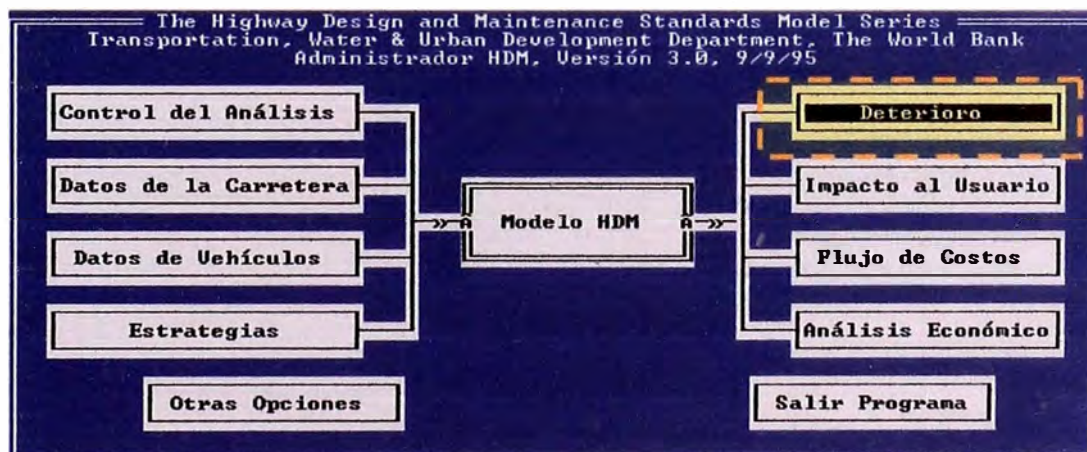 The Highway Design and Maintenance Standards Model Series
Transportation, Water & Urban Development Department, The World Bank
Administrador HDM, Versión 3.0, 9/9/95
Control del Análisis
Datos de la Carretera
Datos de Vehículos
Estrategias
Otras Opciones
» A Modelo HDM A »
Deterioro
Impacto al Usuario
Flujo de Costos
Análisis Económico
Salir Programa